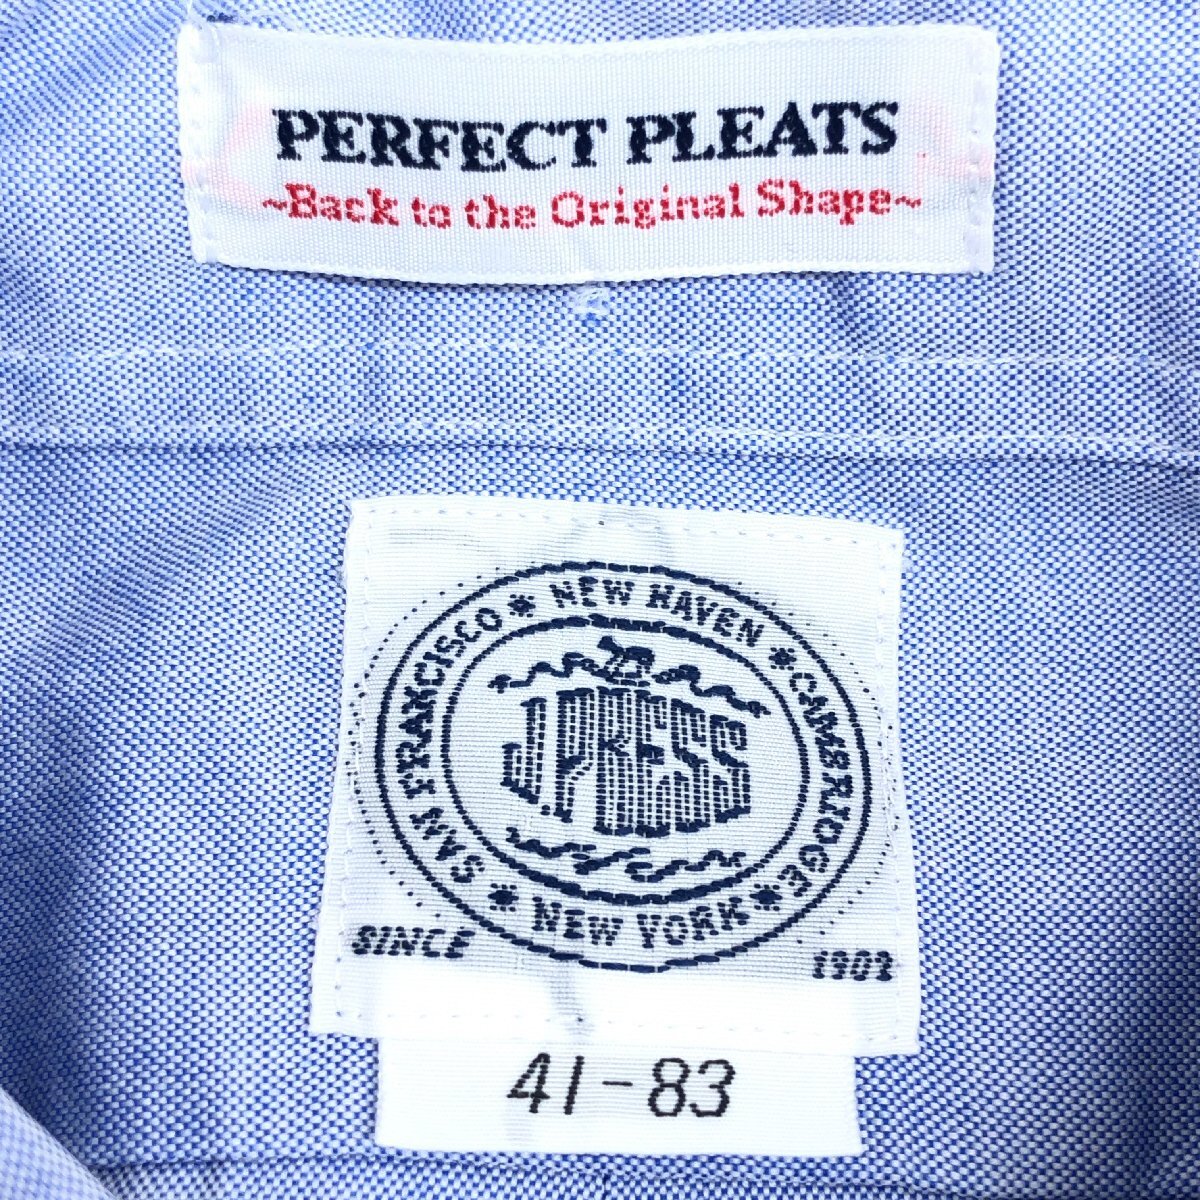 PERFECT PLEATS
~Back to the Original Shape~
SAN FRANCISCO * NEW HAVEN * CAMBRIDGE * NEW YORK *
J.PRESS
SINCE 1902
41-83